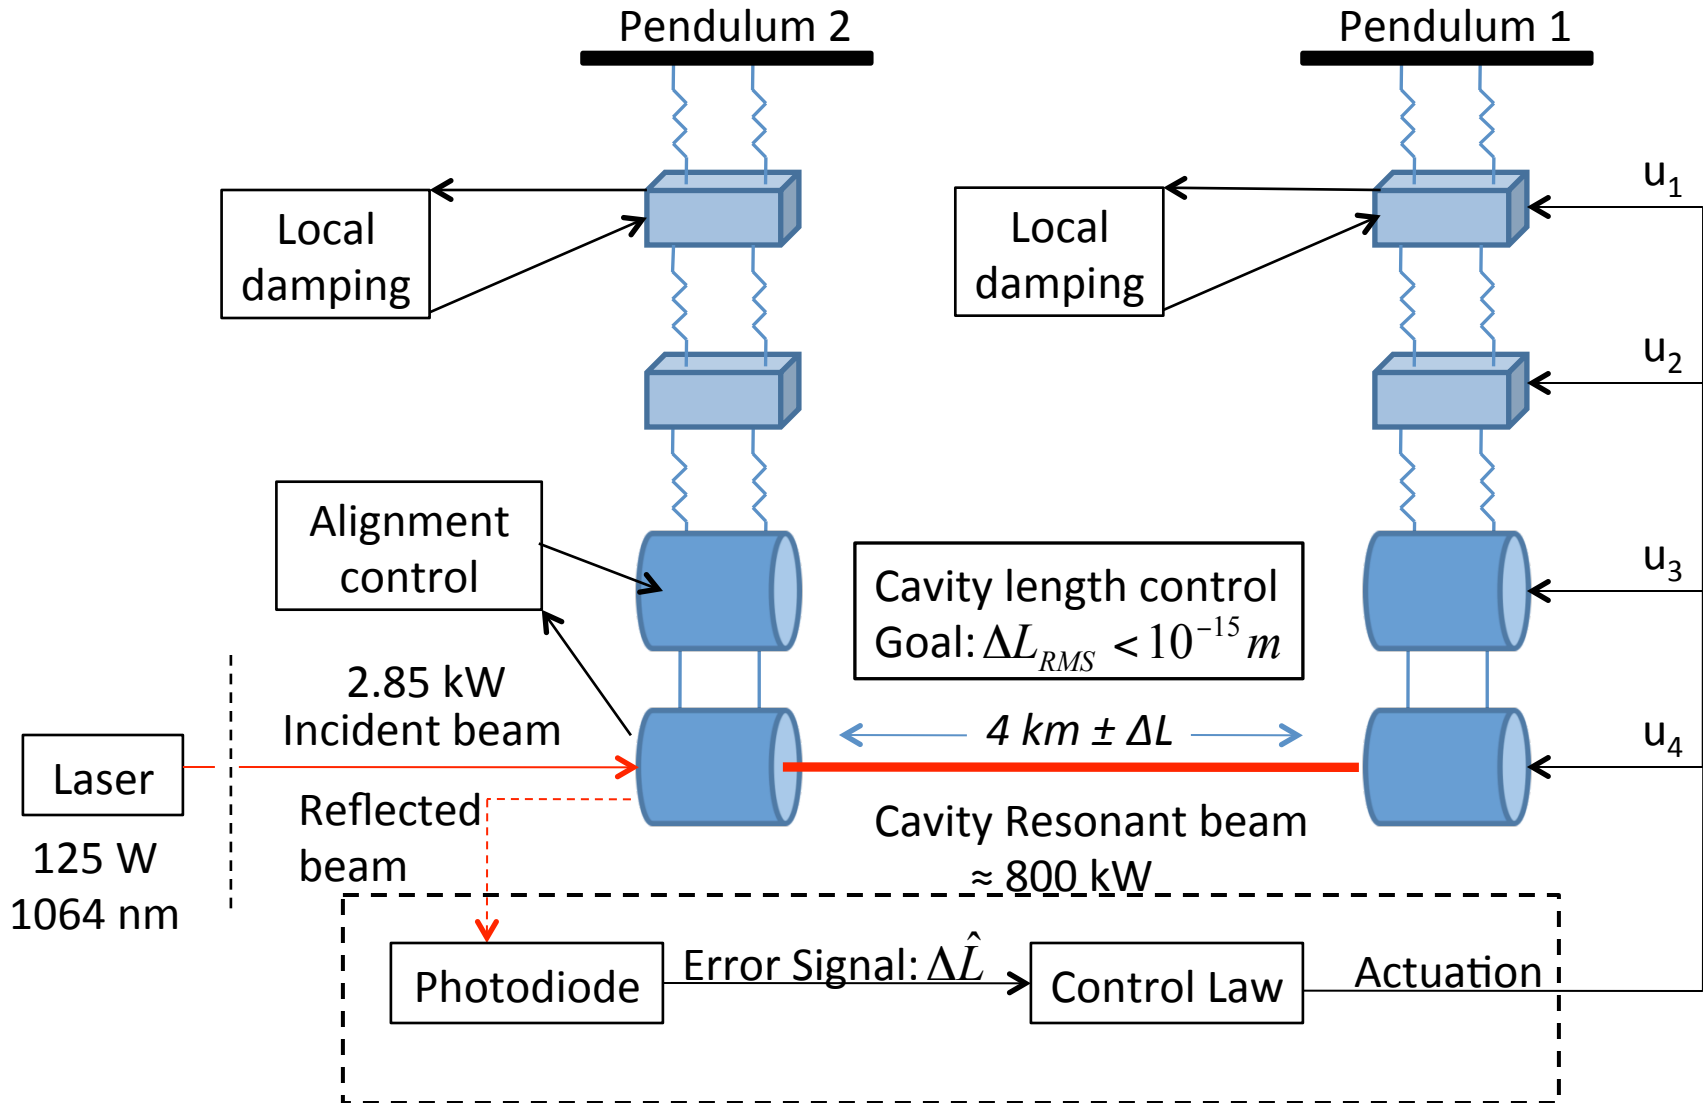 Pendulum 2
Pendulum 1
Local
damping
Local
damping
u₁
u₂
Alignment
control
Cavity length control
Goal: ΔL_RMS < 10⁻¹⁵ m
u₃
2.85 kW
Incident beam
4 km ± ΔL
u₄
Laser
125 W
1064 nm
Reflected
beam
Cavity Resonant beam
≈ 800 kW
Photodiode
Error Signal: ΔL̂
Control Law
Actuation